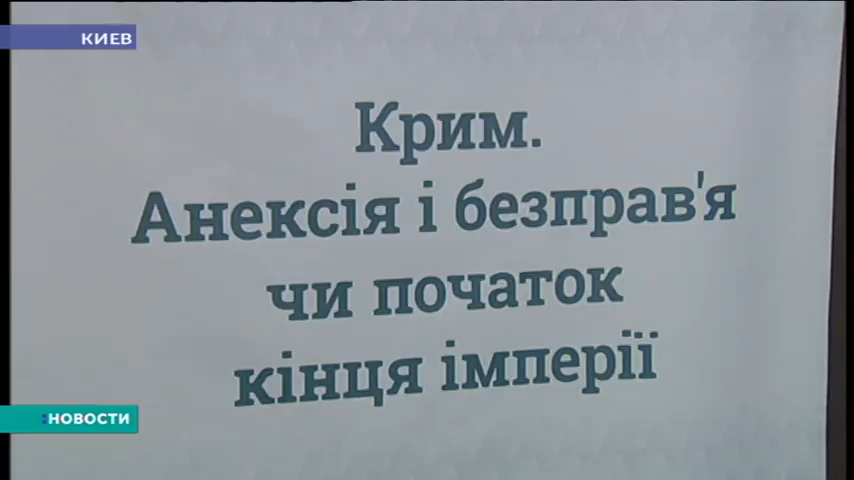 КИЕВ
Крим.
Анексія і безправ'я
чи початок
кінця імперії
:НОВОСТИ